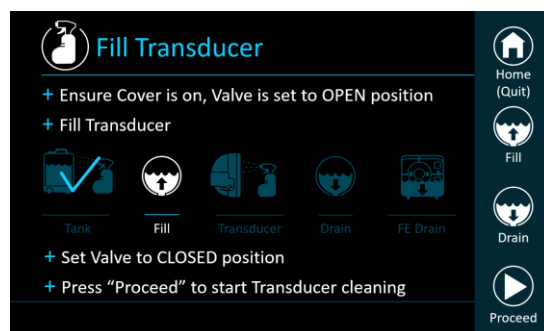 Fill Transducer
+ Ensure Cover is on, Valve is set to OPEN position
+ Fill Transducer
Tank Fill Transducer Drain FE Drain
+ Set Valve to CLOSED position
+ Press “Proceed” to start Transducer cleaning
Home
(Quit)
Fill
Drain
Proceed